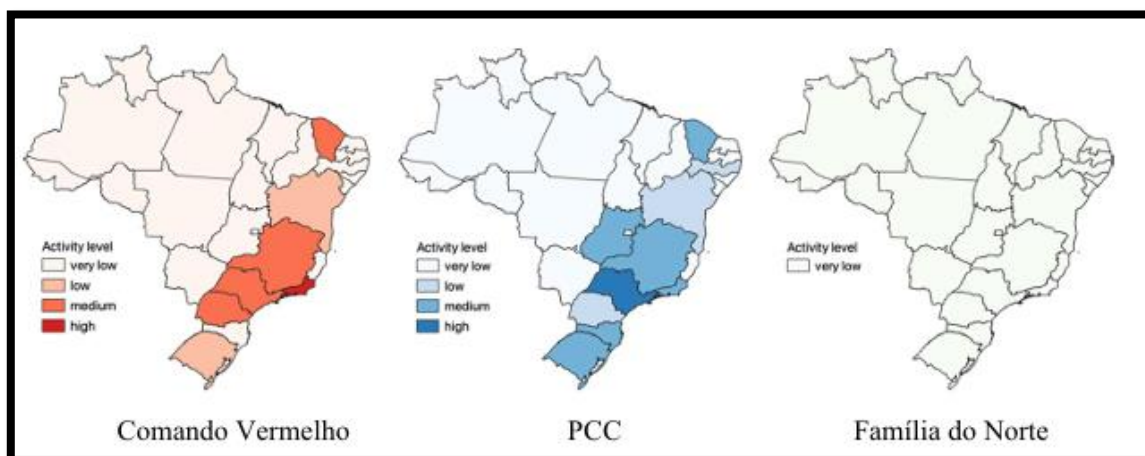 Activity level
very low
low
medium
high
Comando Vermelho
Activity level
very low
low
medium
high
PCC
Activity level
very low
Família do Norte